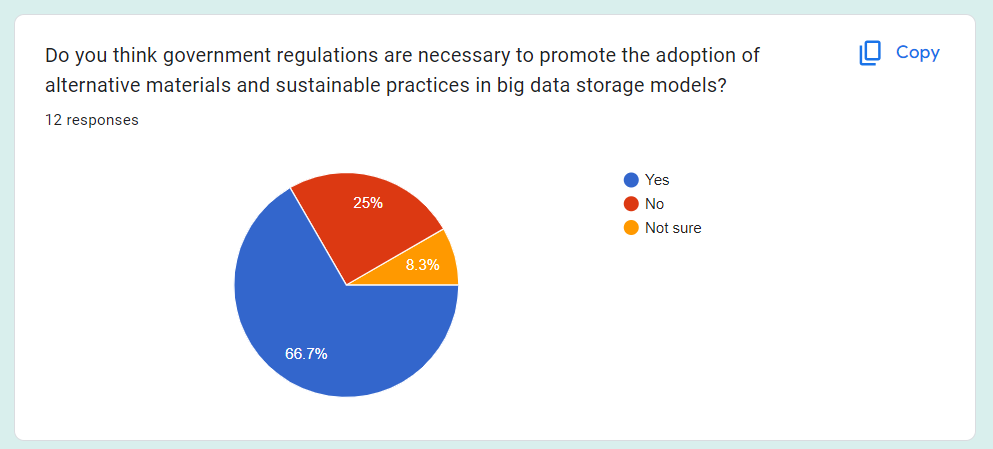 Do you think government regulations are necessary to promote the adoption of
alternative materials and sustainable practices in big data storage models?
Copy
12 responses
Yes
No
Not sure
25%
8.3%
66.7%